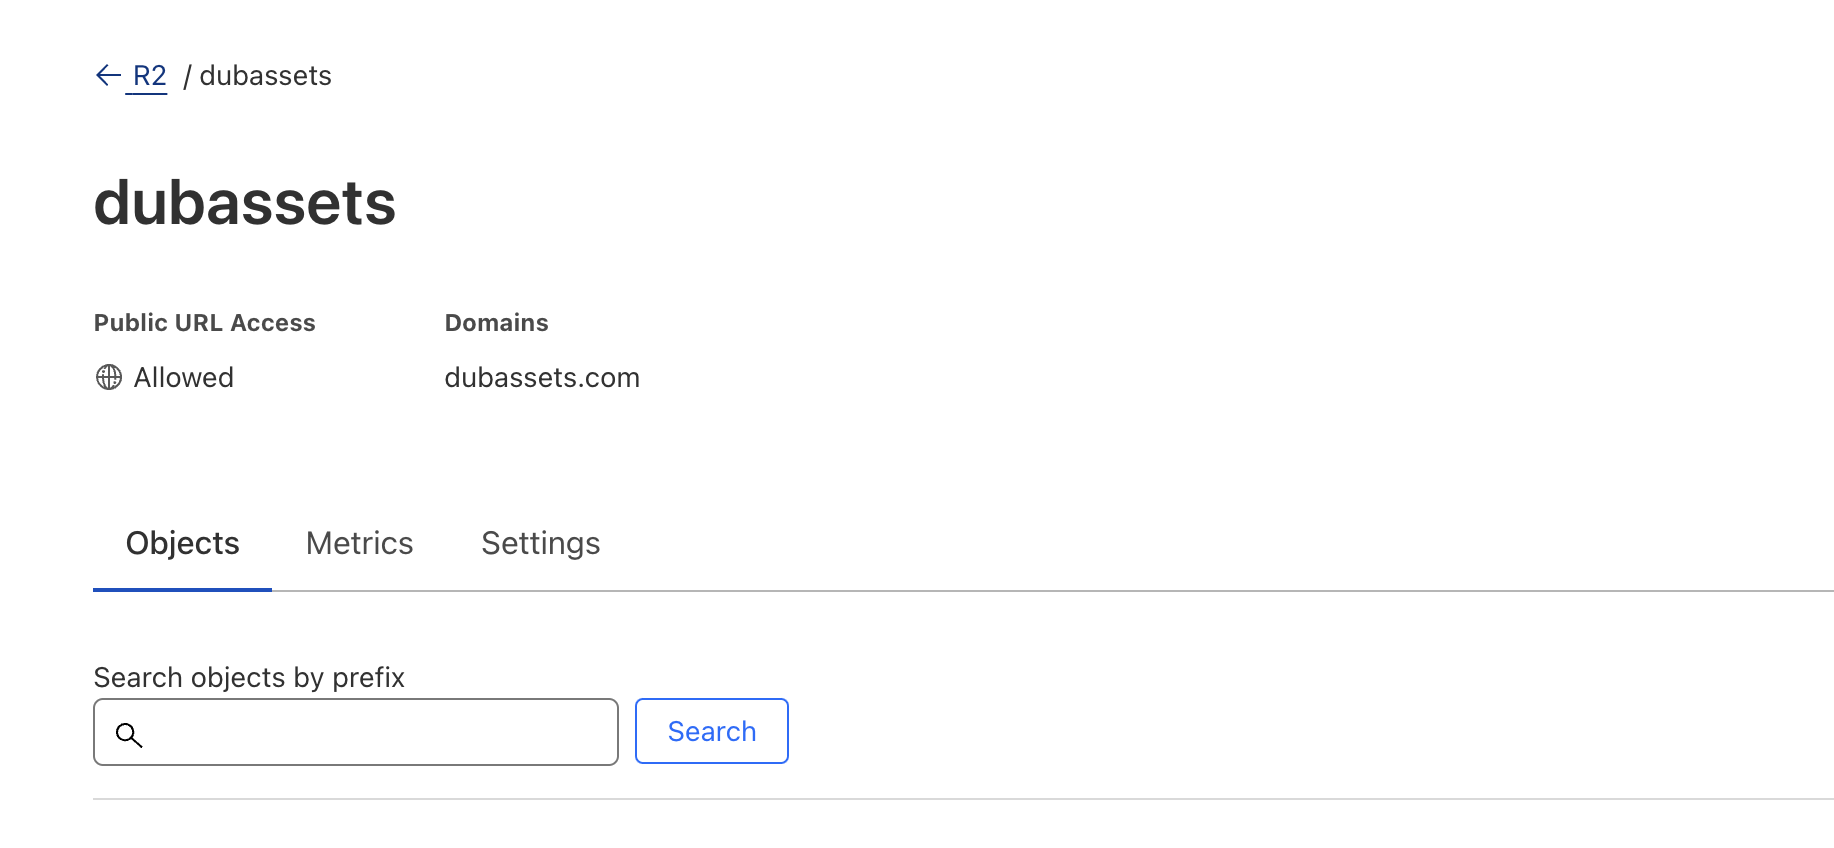 ← R2 / dubassets
dubassets
Public URL Access Domains
Allowed dubassets.com
Objects Metrics Settings
Search objects by prefix
Search